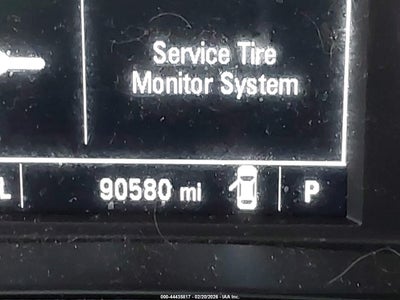 Service Tire
Monitor System
L
90580 mi
P
000-44435817 - 02/20/2026 - IAA Inc.